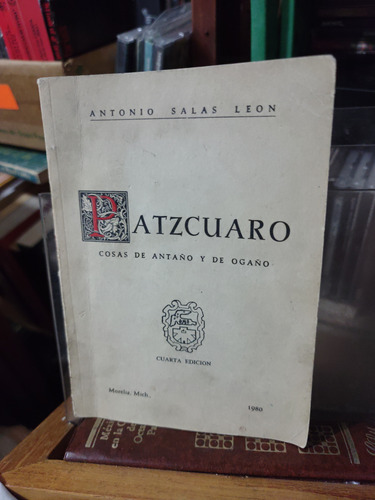 ANTONIO SALAS LEON
PATZCUARO
COSAS DE ANTAÑO Y DE OGAÑO
CUARTA EDICION
Morelia, Mich. 1980